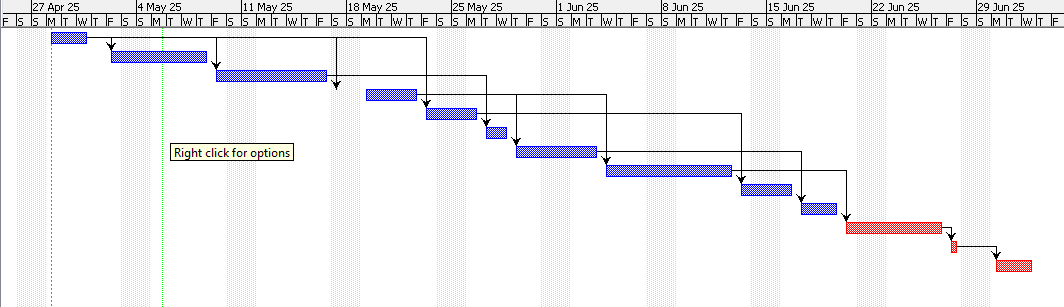 27 Apr 25 4 May 25 11 May 25 18 May 25 25 May 25 1 Jun 25 8 Jun 25 15 Jun 25 22 Jun 25 29 Jun 25
F S S M T W T F S S M T W T F S S M T W T F S S M T W T F S S M T W T F S S M T W T F S S M T W T F S S M T W T F S S M T W T F S S M T W T F
Right click for options